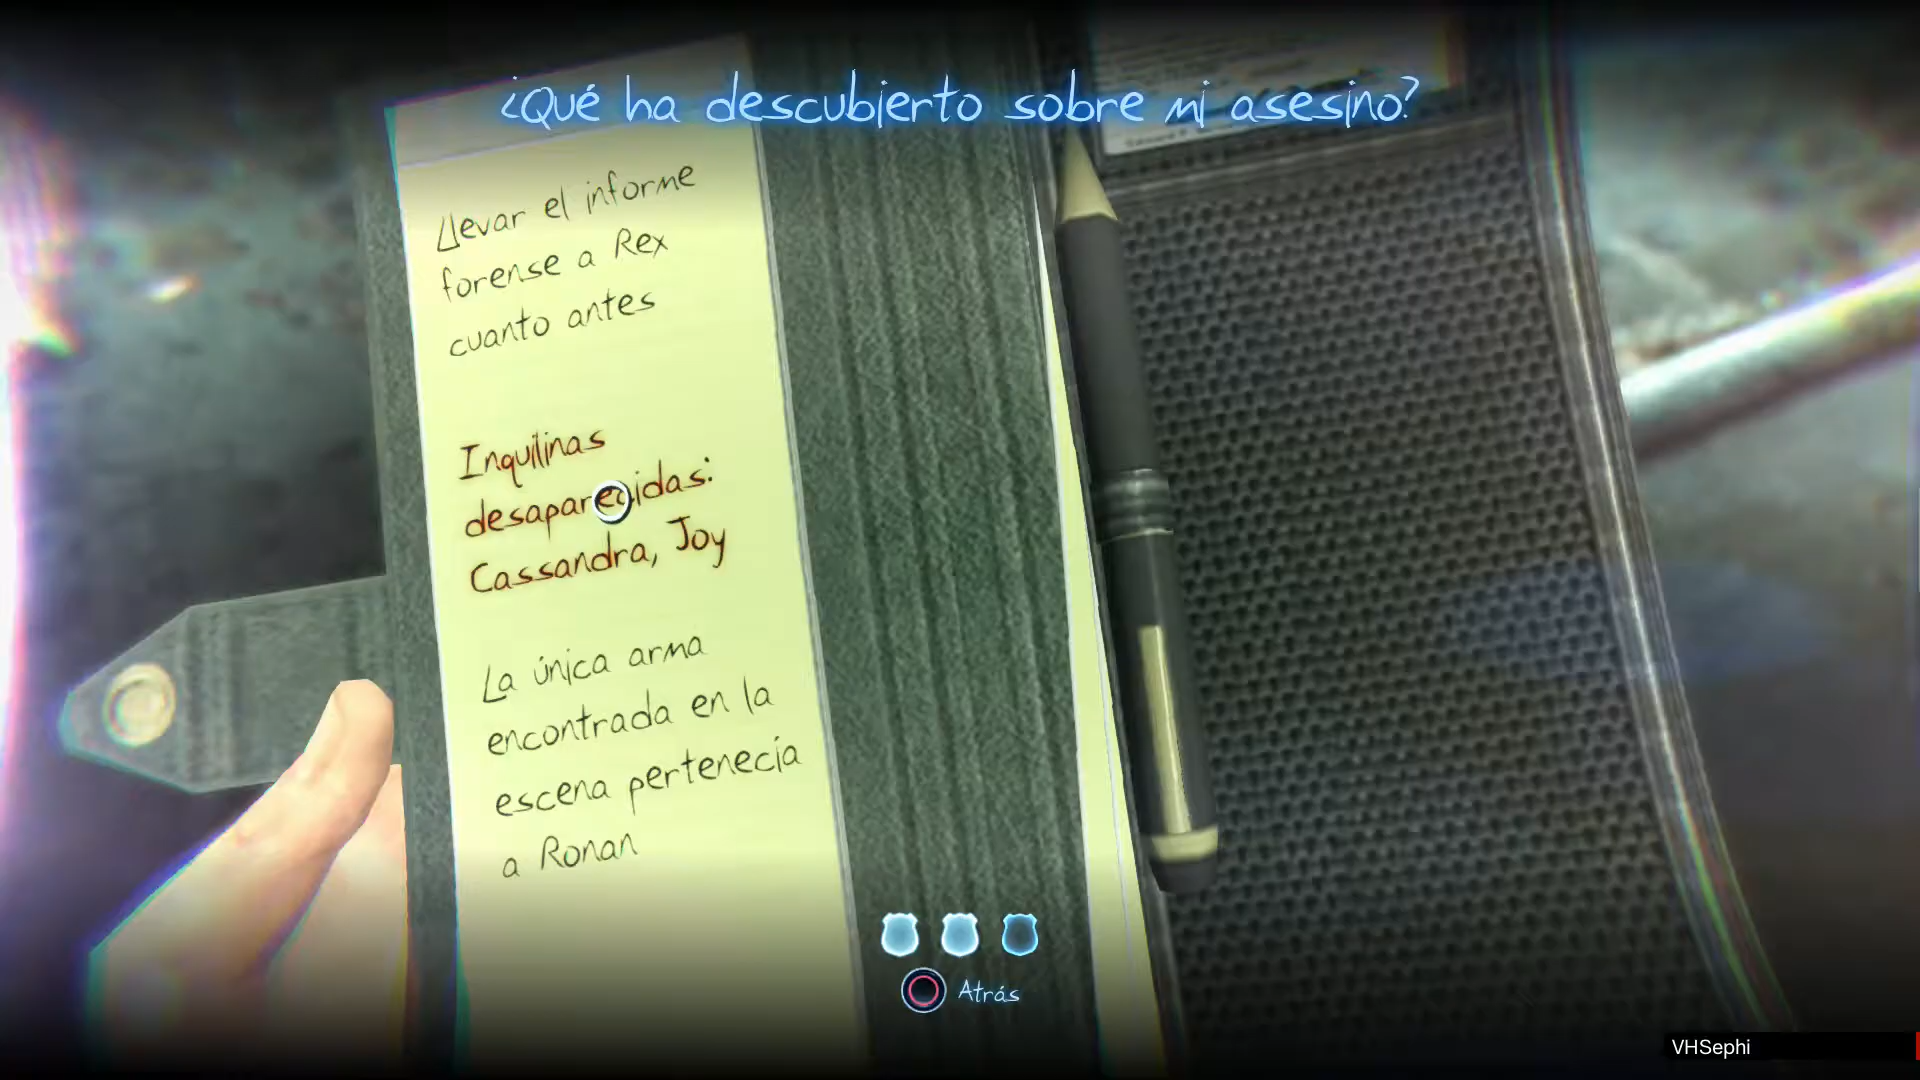 ¿Qué ha descubierto sobre mi asesino?
Llevar el informe
forense a Rex
cuanto antes
Inquilinas
desaparecidas:
Cassandra, Joy
La única arma
encontrada en la
escena pertenecía
a Ronan
Atrás
VHSephi